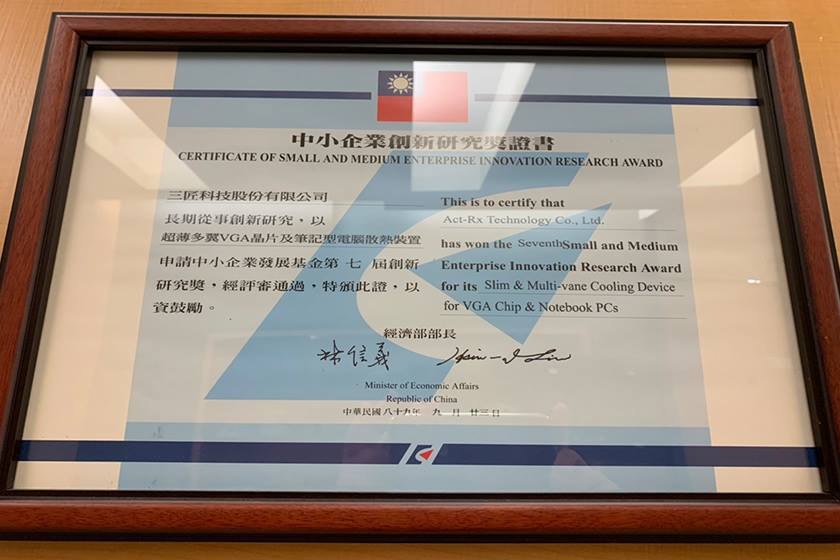 中小企業創新研究獎證書
CERTIFICATE OF SMALL AND MEDIUM ENTERPRISE INNOVATION RESEARCH AWARD
三匠科技股份有限公司
長期從事創新研究，以
超薄多翼VGA晶片及筆記型電腦散熱裝置
申請中小企業發展基金第 七 屆創新
研究獎，經評審通過，特頒此證，以
資鼓勵。
This is to certify that
Act-Rx Technology Co., Ltd.
has won the Seventh Small and Medium
Enterprise Innovation Research Award
for its Slim & Multi-vane Cooling Device
for VGA Chip & Notebook PCs
經濟部部長
林信義 Hsin-I Lin
Minister of Economic Affairs
Republic of China
中華民國 八十九年 九 月 廿三 日